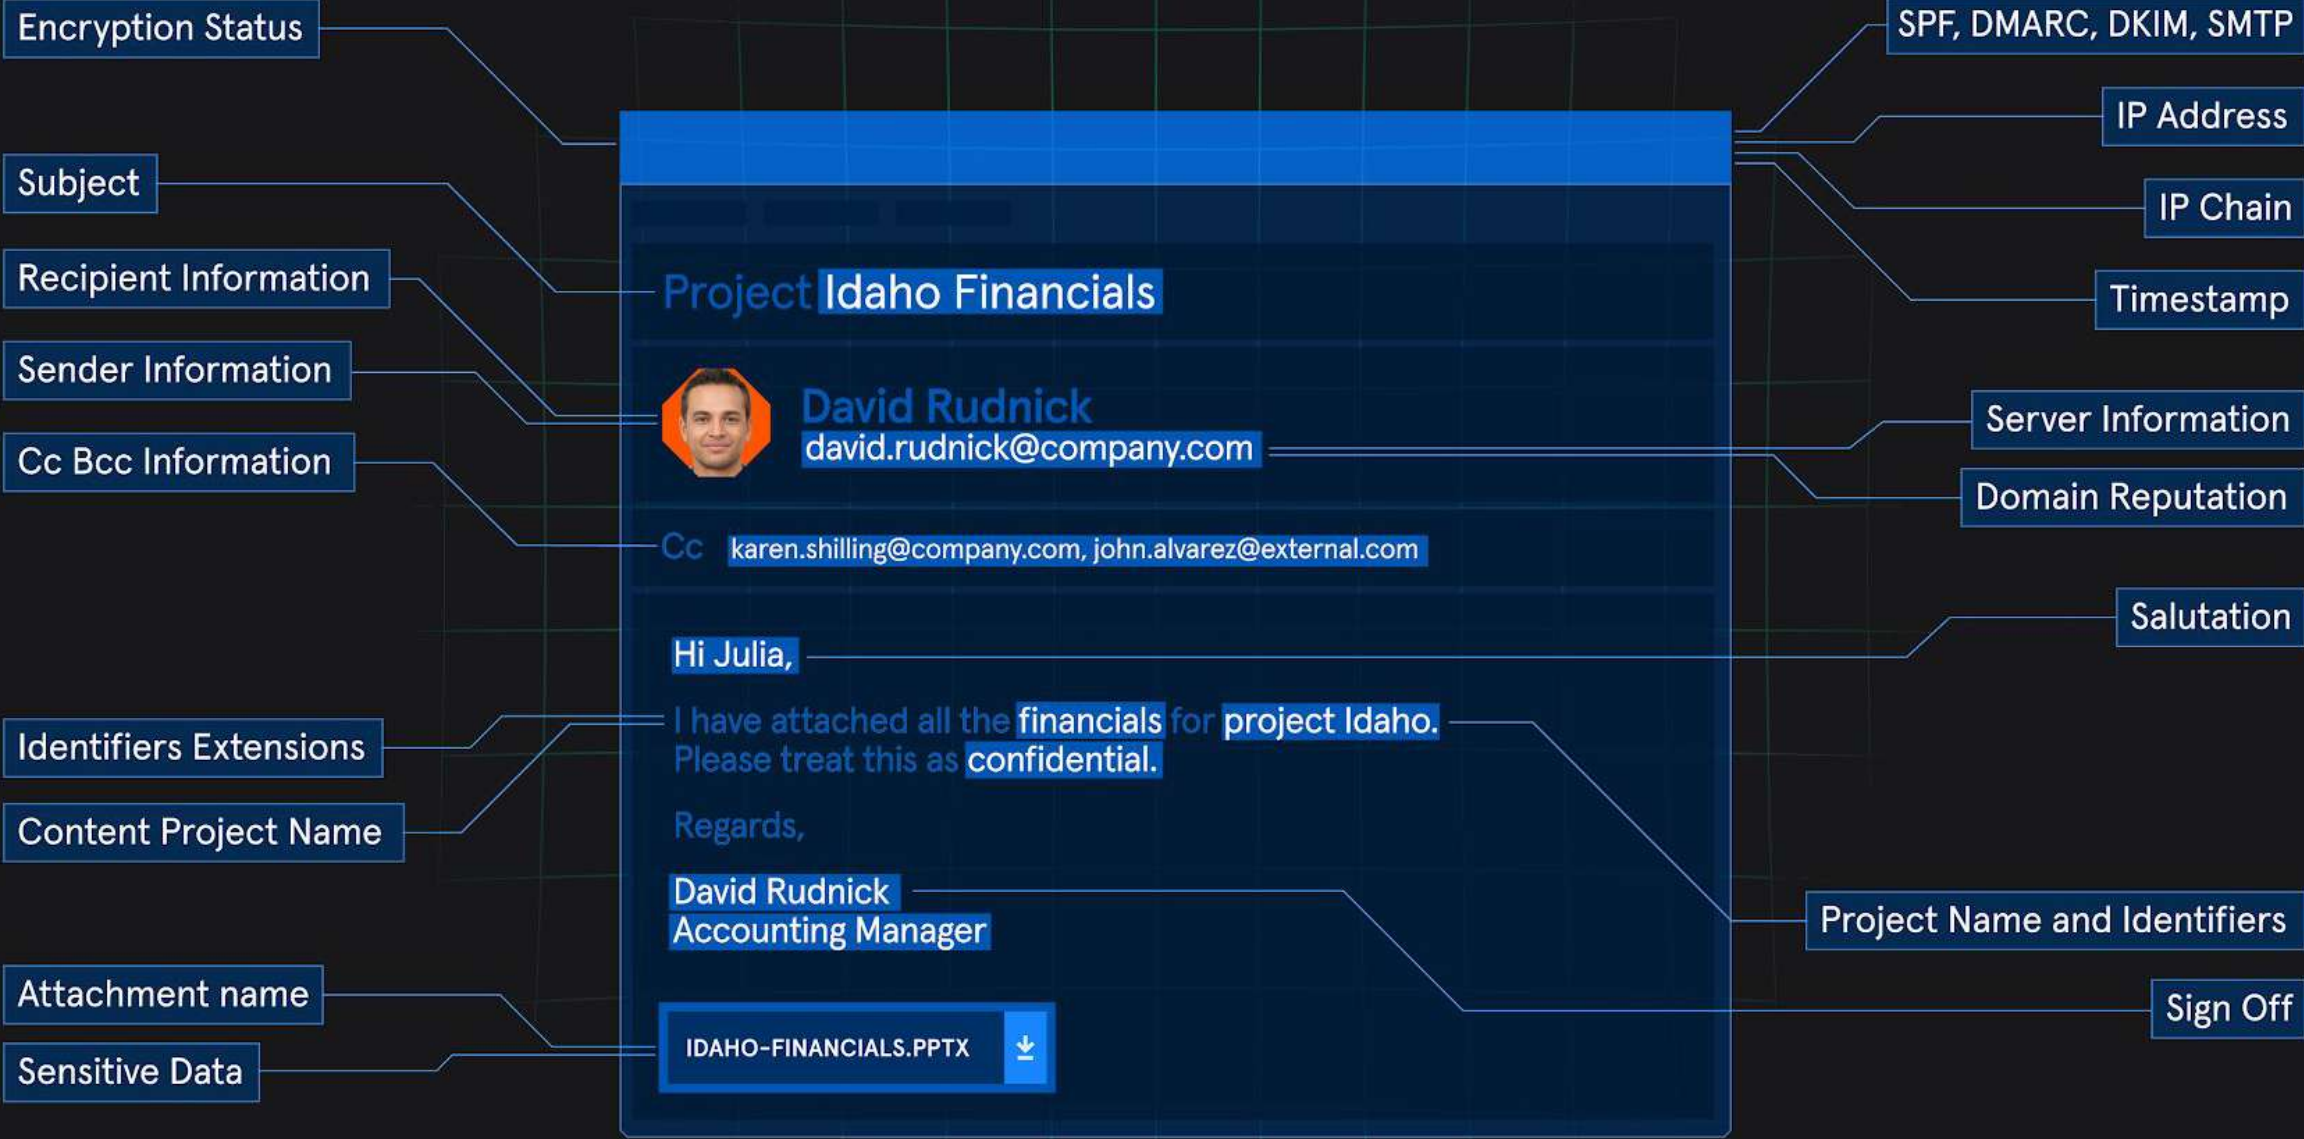 Encryption Status
Subject
Recipient Information
Sender Information
Cc Bcc Information
Identifiers Extensions
Content Project Name
Attachment name
Sensitive Data
Project Idaho Financials
David Rudnick
david.rudnick@company.com
Cc karen.shilling@company.com, john.alvarez@external.com
Hi Julia,
I have attached all the financials for project Idaho.
Please treat this as confidential.
Regards,
David Rudnick
Accounting Manager
IDAHO-FINANCIALS.PPTX
SPF, DMARC, DKIM, SMTP
IP Address
IP Chain
Timestamp
Server Information
Domain Reputation
Salutation
Project Name and Identifiers
Sign Off